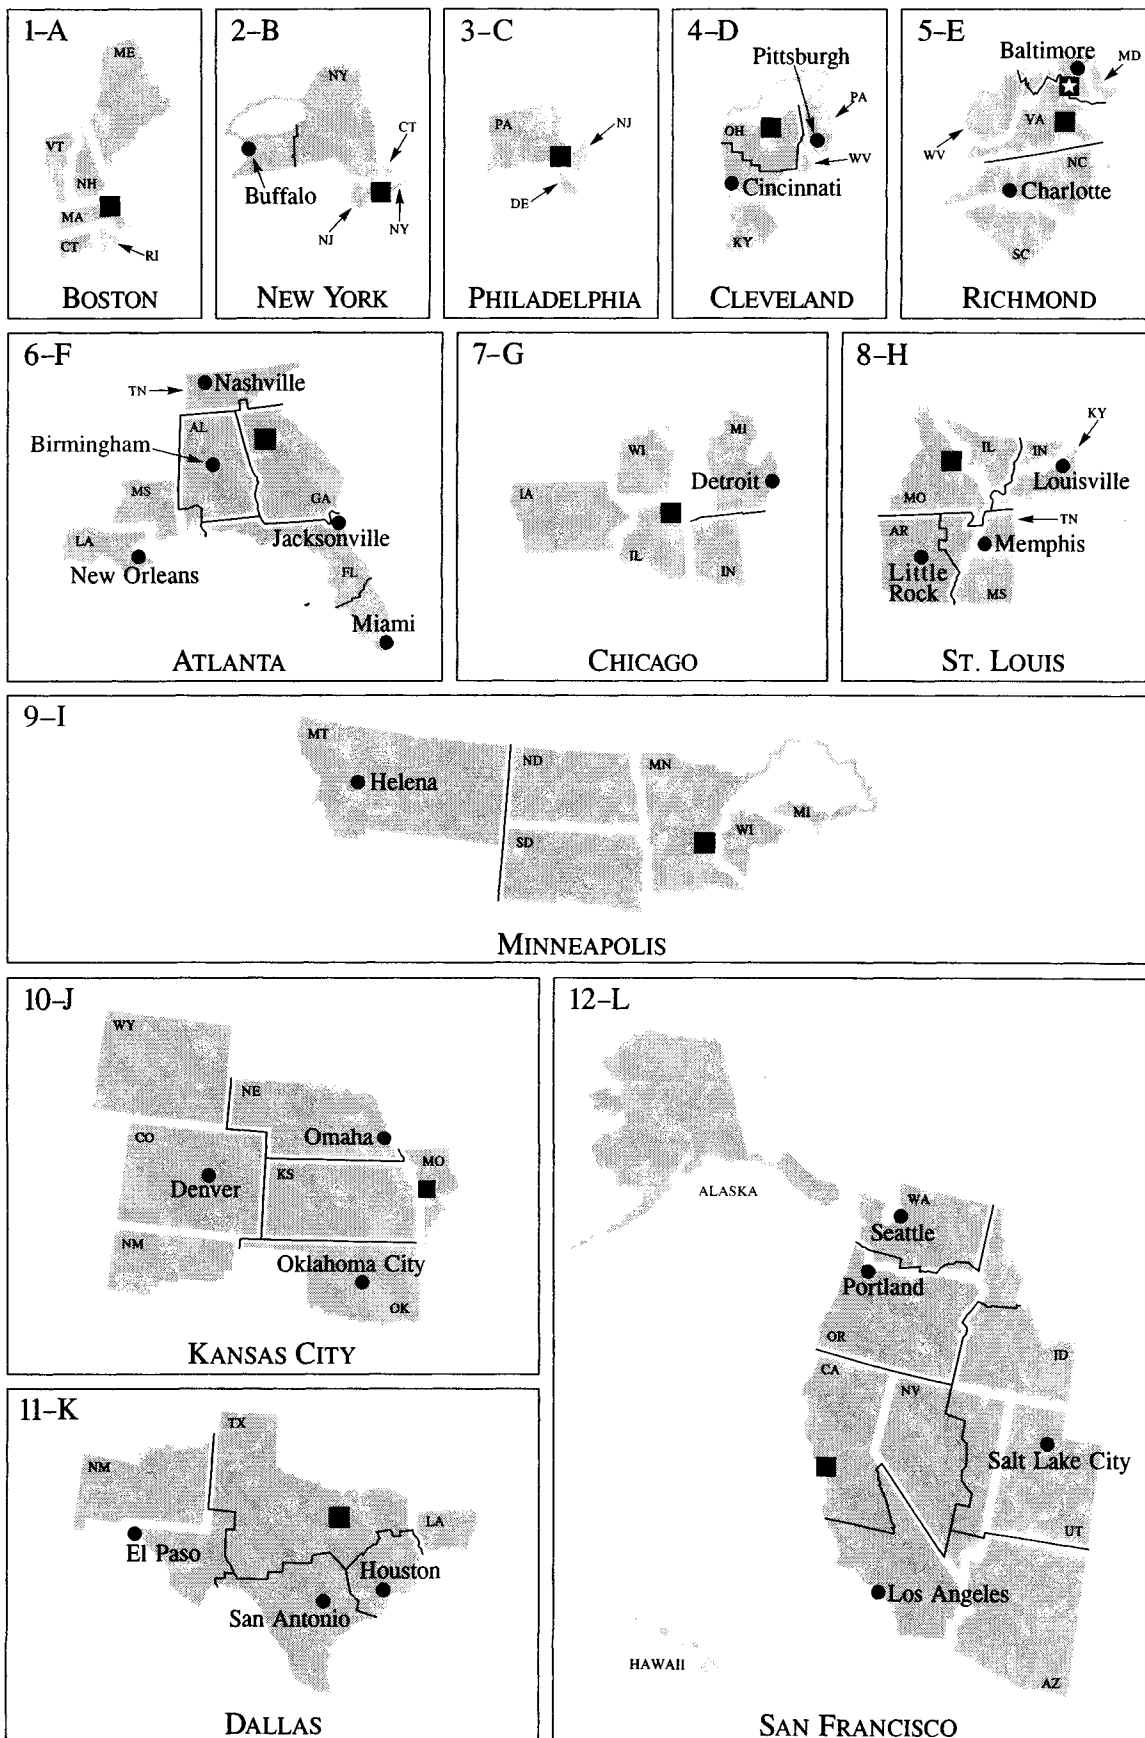 1–A
ME
VT
NH
MA
CT
RI
BOSTON
2–B
NY
CT
Buffalo
NJ
NY
NEW YORK
3–C
PA
NJ
DE
PHILADELPHIA
4–D
Pittsburgh
PA
OH
WV
Cincinnati
KY
CLEVELAND
5–E
Baltimore
MD
VA
WV
NC
Charlotte
SC
RICHMOND
6–F
TN
Nashville
AL
Birmingham
MS
GA
Jacksonville
LA
New Orleans
FL
Miami
ATLANTA
7–G
MI
WI
Detroit
IA
IL
IN
CHICAGO
8–H
KY
IL
IN
Louisville
MO
TN
AR
Memphis
Little
Rock
MS
ST. LOUIS
9–I
MT
ND
MN
Helena
MI
WI
SD
MINNEAPOLIS
10–J
WY
NE
CO
Omaha
MO
KS
Denver
NM
Oklahoma City
OK
KANSAS CITY
11–K
TX
NM
LA
El Paso
Houston
San Antonio
DALLAS
12–L
ALASKA
WA
Seattle
Portland
OR
ID
CA
NV
Salt Lake City
UT
Los Angeles
HAWAII
AZ
SAN FRANCISCO